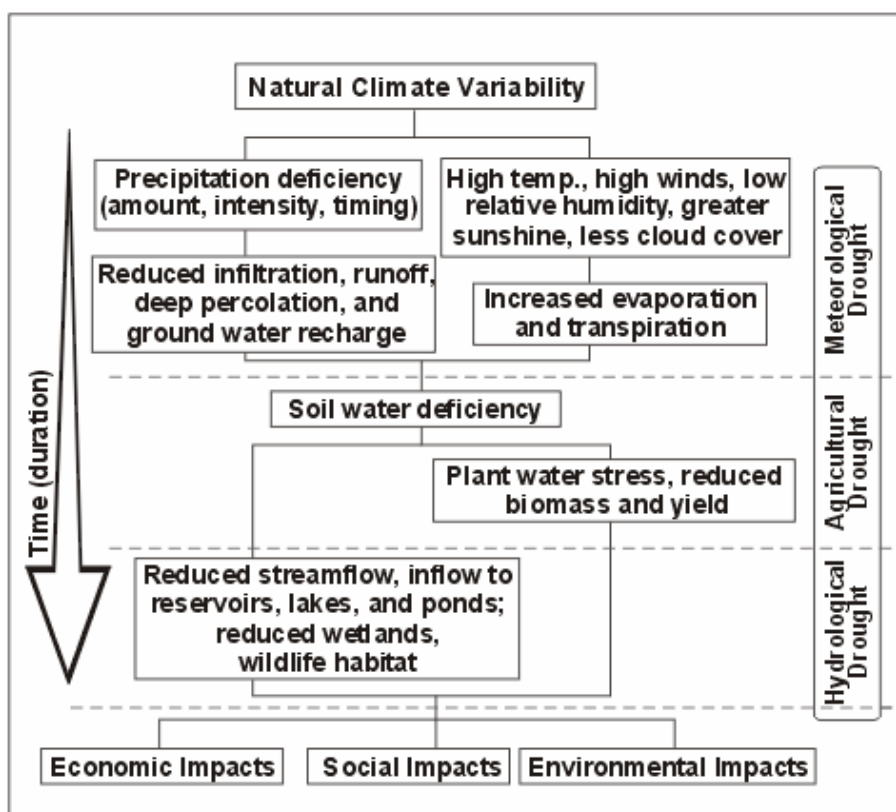 Natural Climate Variability
Precipitation deficiency
(amount, intensity, timing)
High temp., high winds, low
relative humidity, greater
sunshine, less cloud cover
Reduced infiltration, runoff,
deep percolation, and
ground water recharge
Increased evaporation
and transpiration
Meteorological
Drought
Soil water deficiency
Plant water stress, reduced
biomass and yield
Agricultural
Drought
Time (duration)
Reduced streamflow, inflow to
reservoirs, lakes, and ponds;
reduced wetlands,
wildlife habitat
Hydrological
Drought
Economic Impacts
Social Impacts
Environmental Impacts